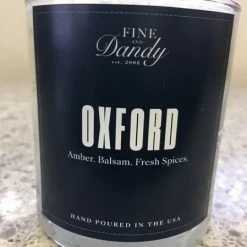 FINE
AND
Dandy
est. 2002
OXFORD
Amber. Balsam. Fresh Spices.
HAND POURED IN THE USA